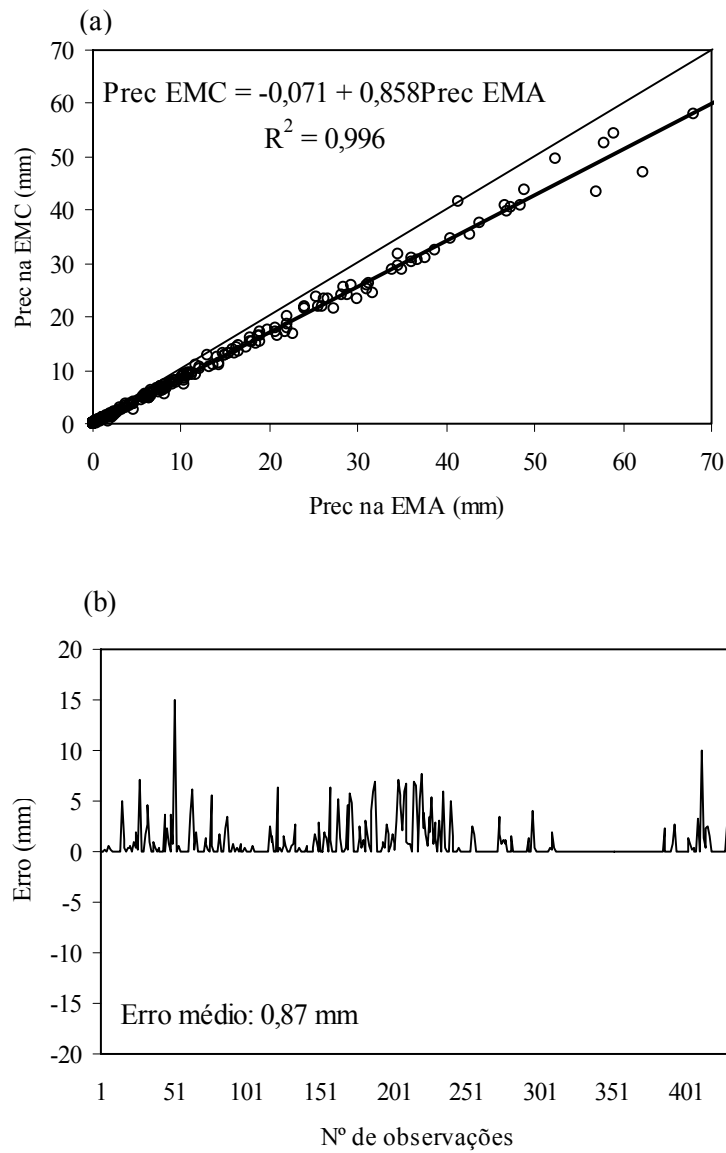 (a)
70
60
50
40
30
20
10
0
Prec na EMC (mm)
Prec EMC = -0,071 + 0,858Prec EMA
R² = 0,996
0 10 20 30 40 50 60 70
Prec na EMA (mm)
(b)
20
15
10
5
0
-5
-10
-15
-20
Erro (mm)
Erro médio: 0,87 mm
1 51 101 151 201 251 301 351 401
Nº de observações